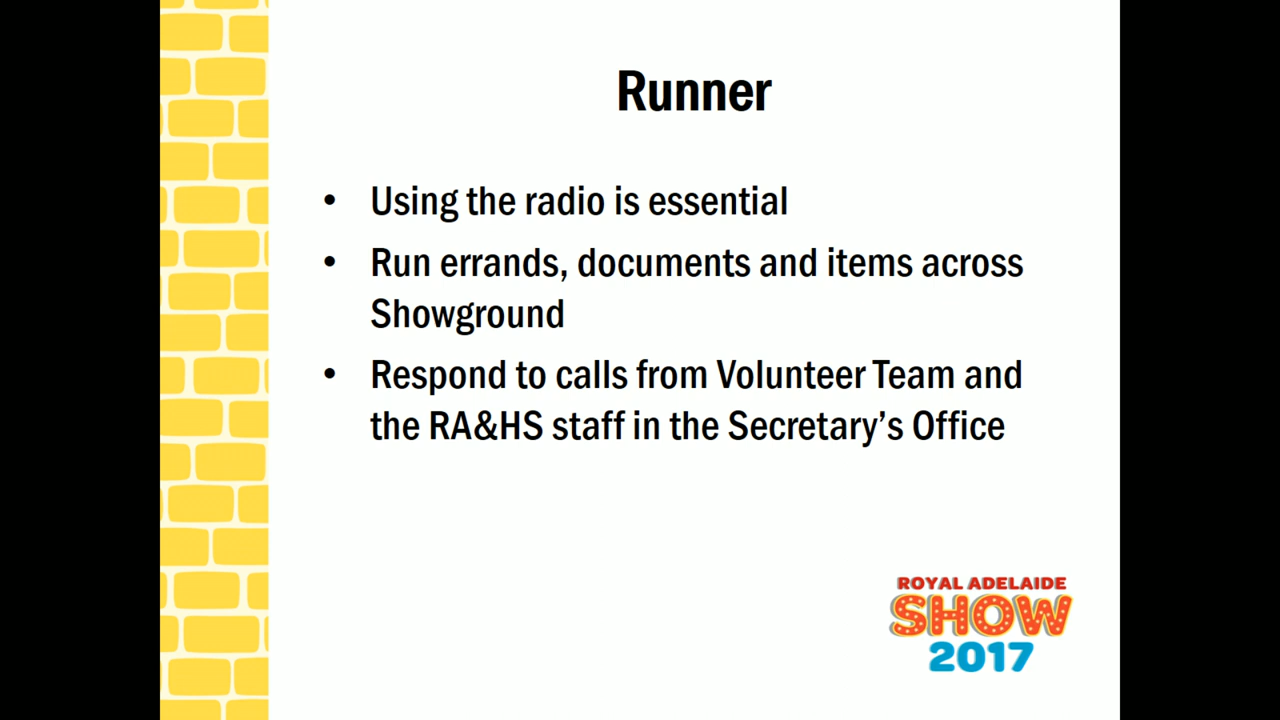 Runner
• Using the radio is essential
• Run errands, documents and items across
Showground
• Respond to calls from Volunteer Team and
the RA&HS staff in the Secretary’s Office
ROYAL ADELAIDE
SHOW
2017